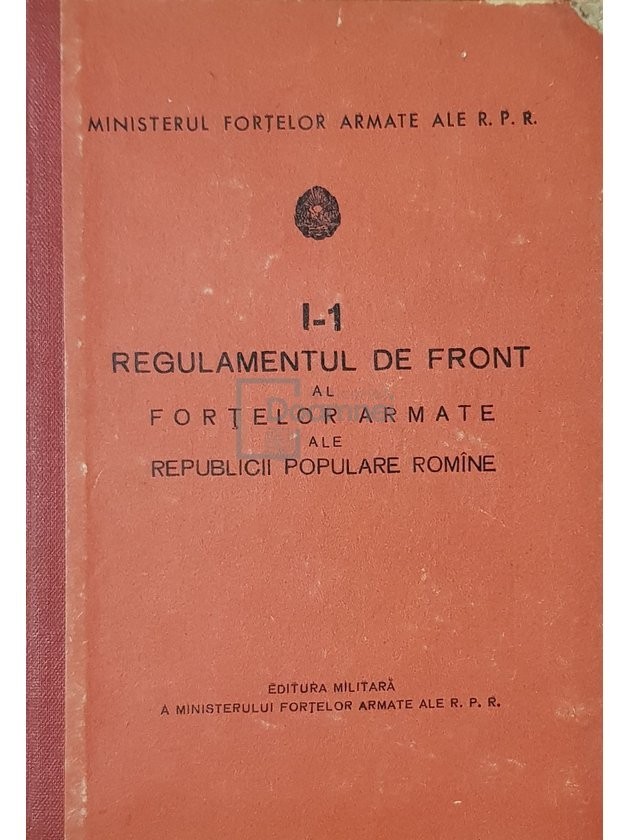 MINISTERUL FORȚELOR ARMATE ALE R. P. R.
I-1
REGULAMENTUL DE FRONT
AL
FORȚELOR ARMATE
ALE
REPUBLICII POPULARE ROMÎNE
EDITURA MILITARĂ
A MINISTERULUI FORȚELOR ARMATE ALE R. P. R.